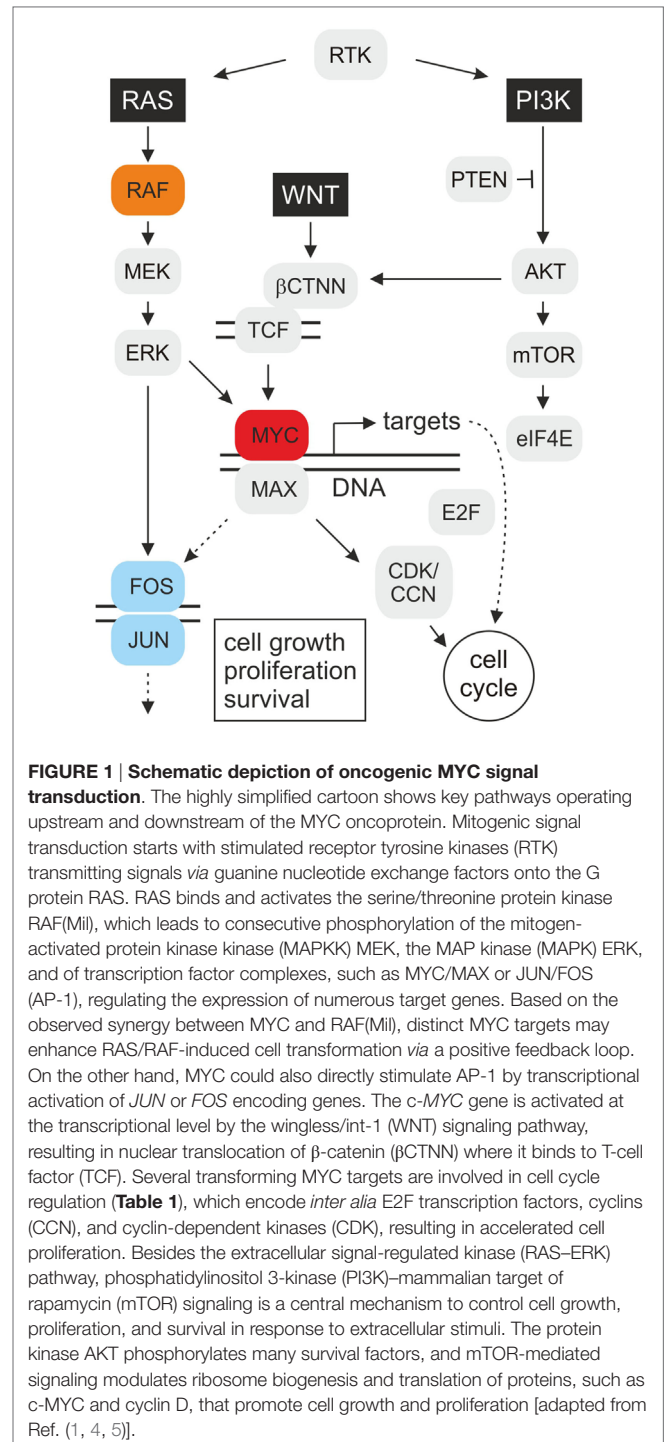 RTK
RAS
PI3K
RAF
WNT
PTEN
MEK
βCTNN
AKT
TCF
ERK
mTOR
MYC
targets
eIF4E
MAX
DNA
E2F
CDK/
CCN
FOS
JUN
cell growth
proliferation
survival
cell
cycle
FIGURE 1 | Schematic depiction of oncogenic MYC signal
transduction. The highly simplified cartoon shows key pathways operating
upstream and downstream of the MYC oncoprotein. Mitogenic signal
transduction starts with stimulated receptor tyrosine kinases (RTK)
transmitting signals via guanine nucleotide exchange factors onto the G
protein RAS. RAS binds and activates the serine/threonine protein kinase
RAF(Mil), which leads to consecutive phosphorylation of the mitogen-
activated protein kinase kinase (MAPKK) MEK, the MAP kinase (MAPK) ERK,
and of transcription factor complexes, such as MYC/MAX or JUN/FOS
(AP-1), regulating the expression of numerous target genes. Based on the
observed synergy between MYC and RAF(Mil), distinct MYC targets may
enhance RAS/RAF-induced cell transformation via a positive feedback loop.
On the other hand, MYC could also directly stimulate AP-1 by transcriptional
activation of JUN or FOS encoding genes. The c-MYC gene is activated at
the transcriptional level by the wingless/int-1 (WNT) signaling pathway,
resulting in nuclear translocation of β-catenin (βCTNN) where it binds to T-cell
factor (TCF). Several transforming MYC targets are involved in cell cycle
regulation (Table 1), which encode inter alia E2F transcription factors, cyclins
(CCN), and cyclin-dependent kinases (CDK), resulting in accelerated cell
proliferation. Besides the extracellular signal-regulated kinase (RAS–ERK)
pathway, phosphatidylinositol 3-kinase (PI3K)–mammalian target of
rapamycin (mTOR) signaling is a central mechanism to control cell growth,
proliferation, and survival in response to extracellular stimuli. The protein
kinase AKT phosphorylates many survival factors, and mTOR-mediated
signaling modulates ribosome biogenesis and translation of proteins, such as
c-MYC and cyclin D, that promote cell growth and proliferation [adapted from
Ref. (1, 4, 5)].